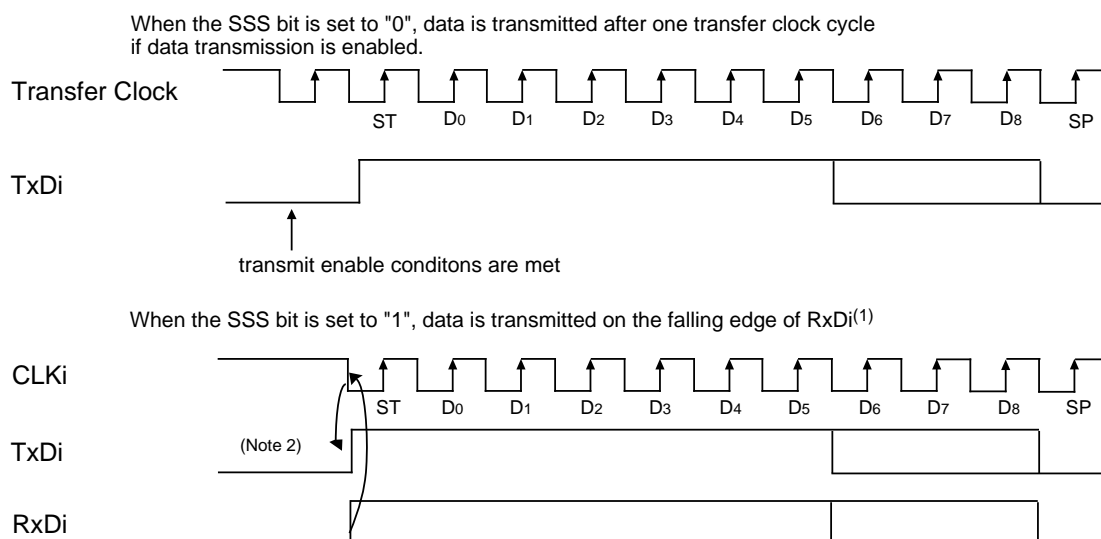 When the SSS bit is set to "0", data is transmitted after one transfer clock cycle
if data transmission is enabled.
Transfer Clock
ST D0 D1 D2 D3 D4 D5 D6 D7 D8 SP
TxDi
transmit enable conditons are met
When the SSS bit is set to "1", data is transmitted on the falling edge of RxDi(1)
CLKi
ST D0 D1 D2 D3 D4 D5 D6 D7 D8 SP
TxDi
(Note 2)
RxDi